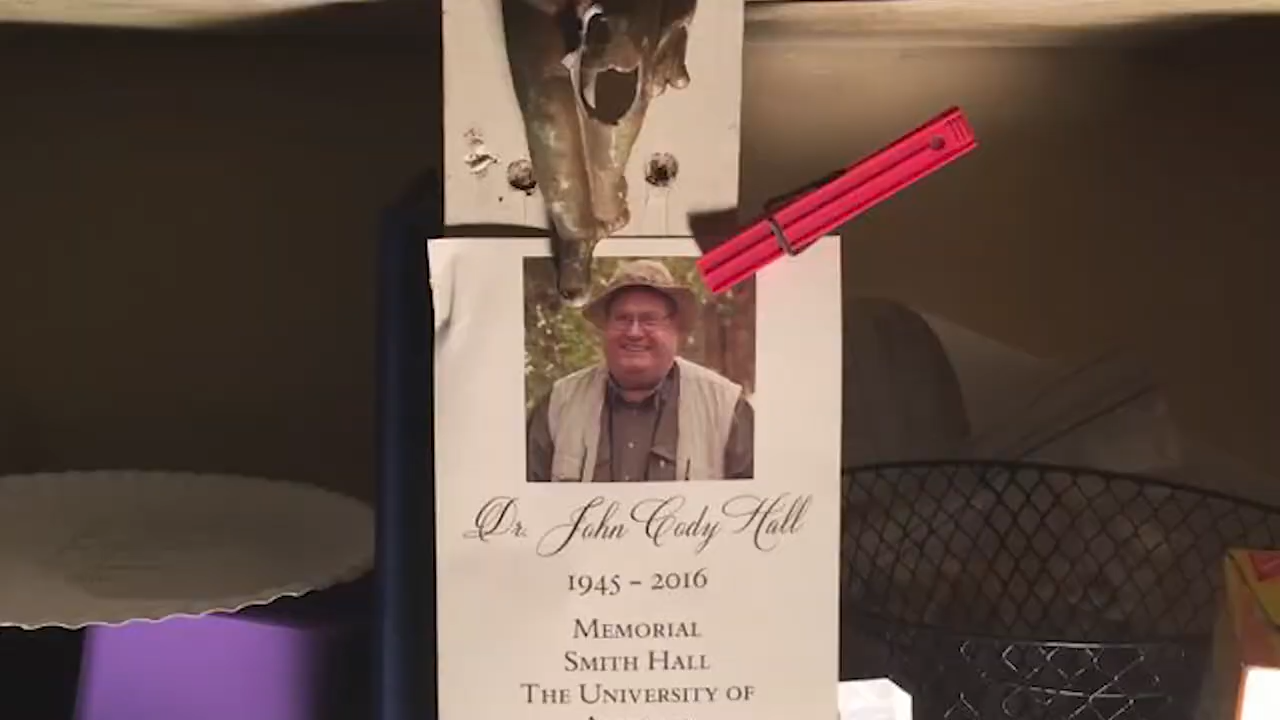 Dr. John Cody Hall
1945 – 2016
Memorial
Smith Hall
The University of